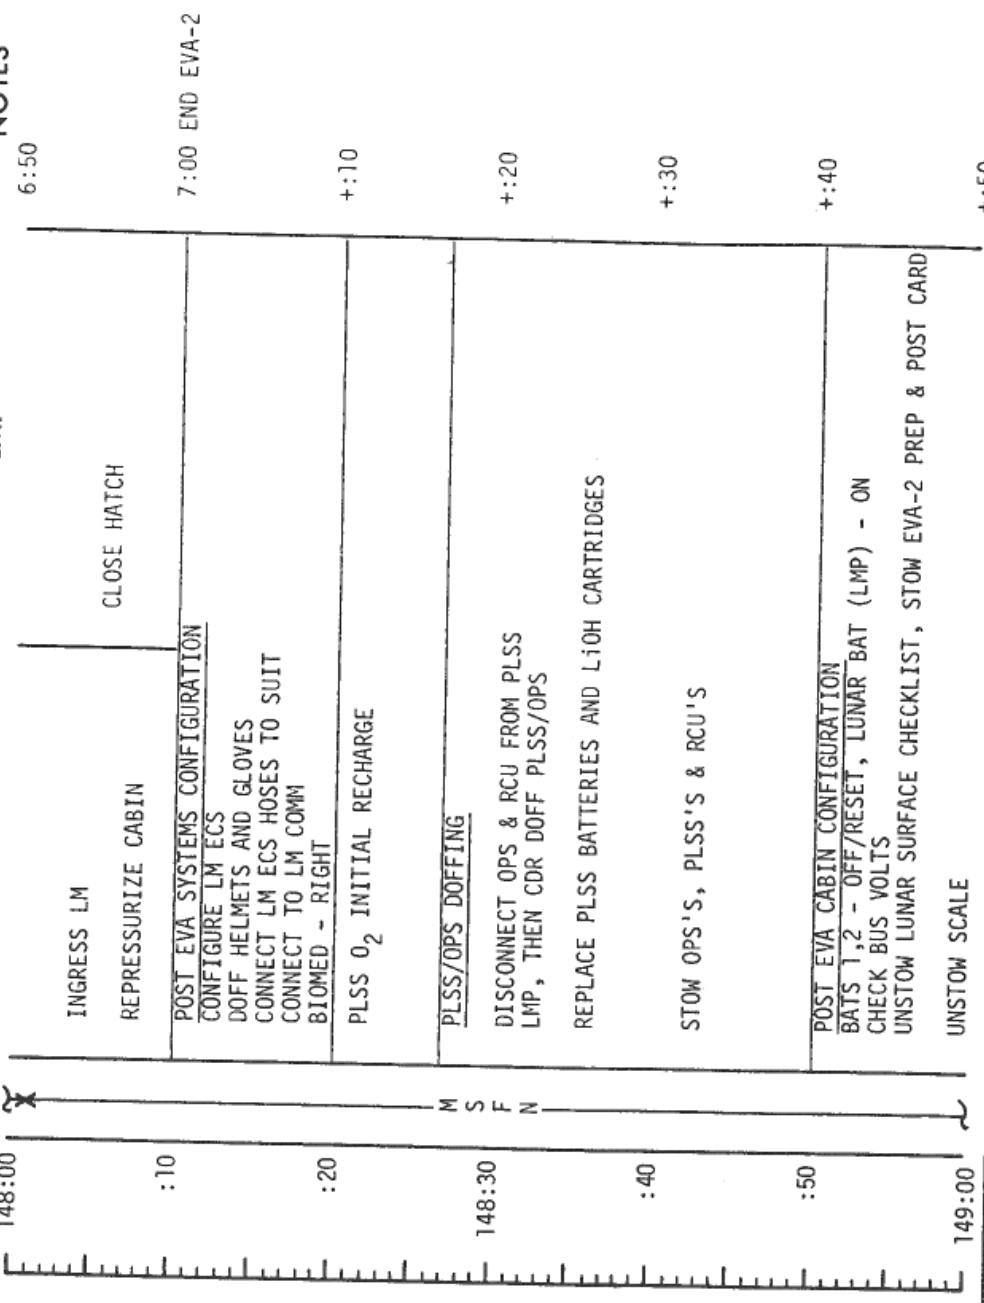 NOTES
148:00
:10
:20
148:30
:40
:50
149:00
M
S
F
N
INGRESS LM
REPRESSURIZE CABIN
CLOSE HATCH
POST EVA SYSTEMS CONFIGURATION
CONFIGURE LM ECS
DOFF HELMETS AND GLOVES
CONNECT LM ECS HOSES TO SUIT
CONNECT TO LM COMM
BIOMED - RIGHT
PLSS O2 INITIAL RECHARGE
PLSS/OPS DOFFING
DISCONNECT OPS & RCU FROM PLSS
LMP, THEN CDR DOFF PLSS/OPS
REPLACE PLSS BATTERIES AND LiOH CARTRIDGES
STOW OPS'S, PLSS'S & RCU'S
POST EVA CABIN CONFIGURATION
BATS 1,2 - OFF/RESET, LUNAR BAT (LMP) - ON
CHECK BUS VOLTS
UNSTOW LUNAR SURFACE CHECKLIST, STOW EVA-2 PREP & POST CARD
UNSTOW SCALE
6:50
7:00 END EVA-2
+:10
+:20
+:30
+:40
+:50